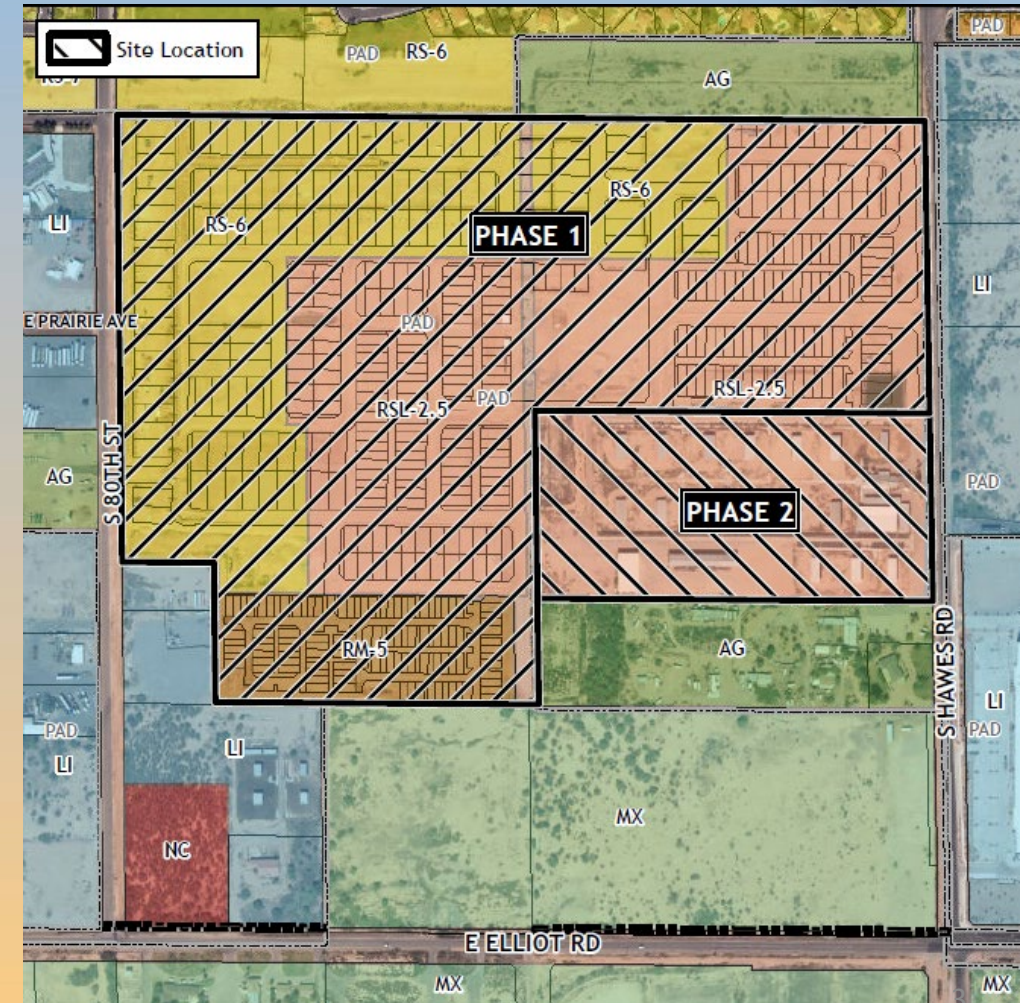 Site Location
PAD
RS-6
PAD
AG
RS-6
RS-6
LI
PHASE 1
LI
E PRAIRIE AVE
PAD
PAD
RSL-2.5
RSL-2.5
AG
S 80TH ST
PAD
PHASE 2
RM-5
AG
S HAWES RD
LI
PAD
PAD
LI
LI
MX
NC
E ELLIOT RD
MX
MX